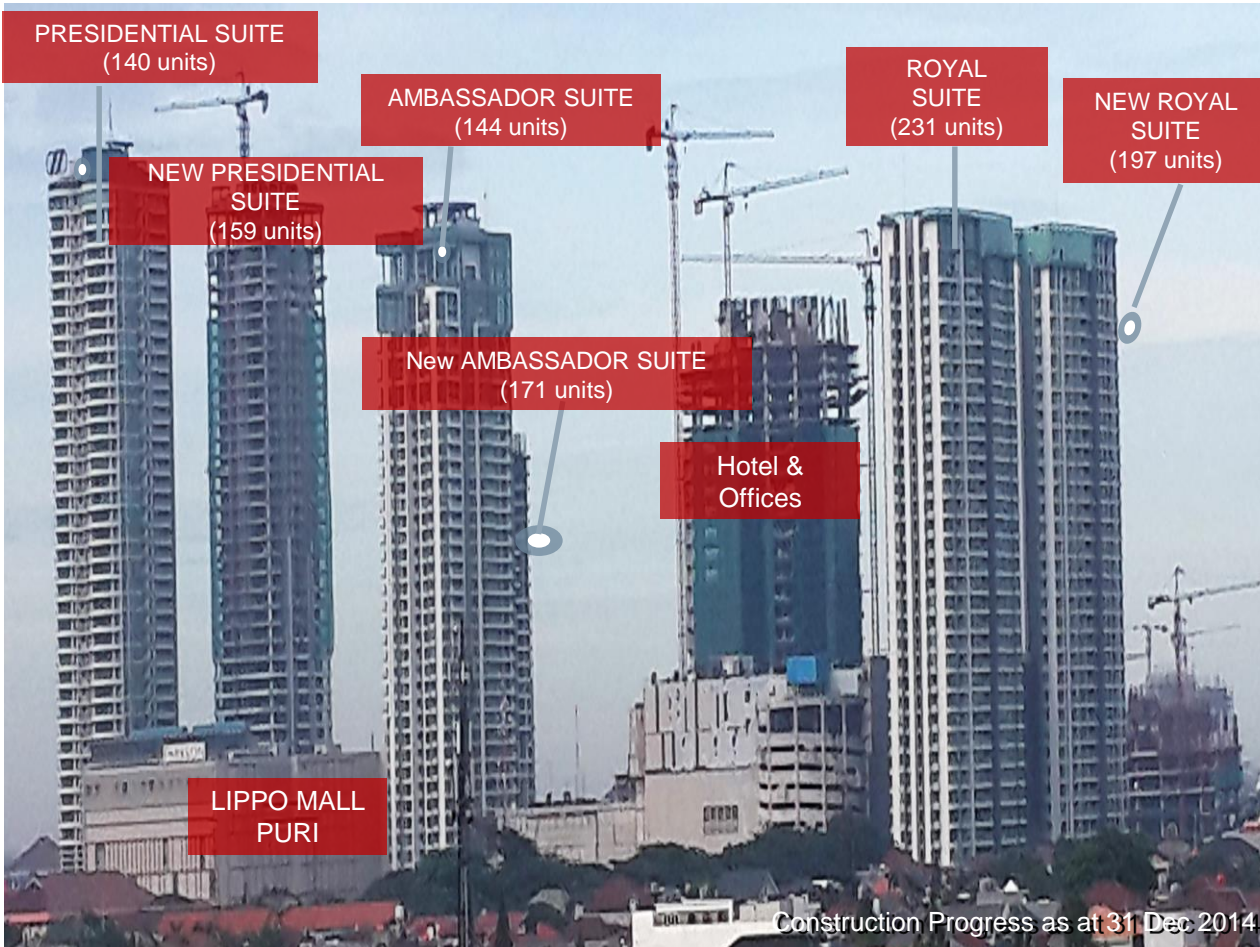 PRESIDENTIAL SUITE
(140 units)
NEW PRESIDENTIAL
SUITE
(159 units)
AMBASSADOR SUITE
(144 units)
New AMBASSADOR SUITE
(171 units)
Hotel &
Offices
ROYAL
SUITE
(231 units)
NEW ROYAL
SUITE
(197 units)
LIPPO MALL
PURI
Construction Progress as at 31 Dec 2014